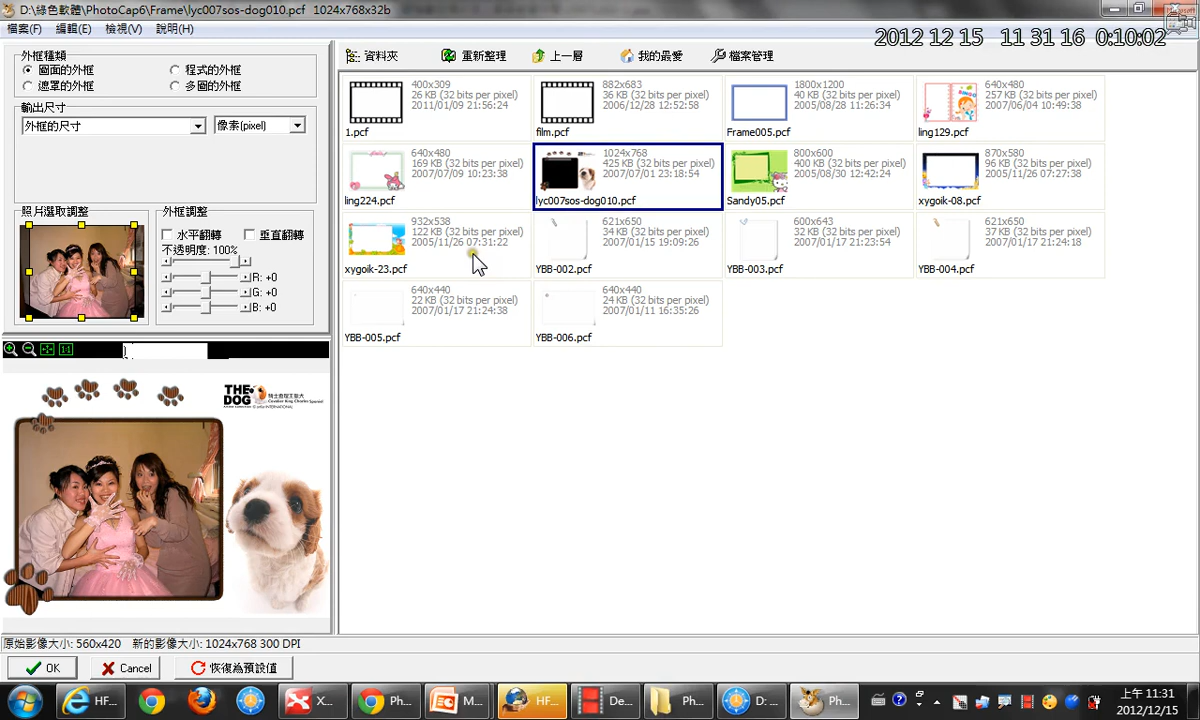 D:\綠色軟體\PhotoCap6\Frame\lyc007sos-dog010.pcf 1024x768x32b
檔案(F) 編輯(E) 檢視(V) 說明(H)
2012 12 15 11 31 16 0:10:02
外框種類
圖面的外框 程式的外框
遮罩的外框 多圖的外框
輸出尺寸
外框的尺寸 像素(pixel)
照片選取調整
外框調整
水平翻轉 垂直翻轉
不透明度: 100%
R: +0
G: +0
B: +0
1:1
THE DOG
原始影像大小: 560x420 新的影像大小: 1024x768 300 DPI
OK Cancel 恢復為預設值
資料夾 重新整理 上一層 我的最愛 檔案管理
400x309
26 KB (32 bits per pixel)
2011/01/09 21:56:24
1.pcf
882x683
36 KB (32 bits per pixel)
2006/12/28 12:52:58
film.pcf
1800x1200
40 KB (32 bits per pixel)
2005/08/28 11:26:34
Frame005.pcf
640x480
257 KB (32 bits per pixel)
2007/06/04 10:49:38
ling129.pcf
640x480
169 KB (32 bits per pixel)
2007/07/09 10:23:38
ling224.pcf
1024x768
425 KB (32 bits per pixel)
2007/07/01 23:18:54
lyc007sos-dog010.pcf
800x600
400 KB (32 bits per pixel)
2005/08/30 12:42:24
Sandy05.pcf
870x580
96 KB (32 bits per pixel)
2005/11/26 07:27:38
xygoik-08.pcf
932x538
122 KB (32 bits per pixel)
2005/11/26 07:31:22
xygoik-23.pcf
621x650
34 KB (32 bits per pixel)
2007/01/15 19:09:26
YBB-002.pcf
600x643
32 KB (32 bits per pixel)
2007/01/17 21:23:54
YBB-003.pcf
621x650
37 KB (32 bits per pixel)
2007/01/17 21:24:18
YBB-004.pcf
640x440
22 KB (32 bits per pixel)
2007/01/17 21:24:38
YBB-005.pcf
640x440
24 KB (32 bits per pixel)
2007/01/11 16:35:26
YBB-006.pcf
HF... X... Ph... M... HF... De... Ph... D: ... Ph...
上午 11:31
2012/12/15